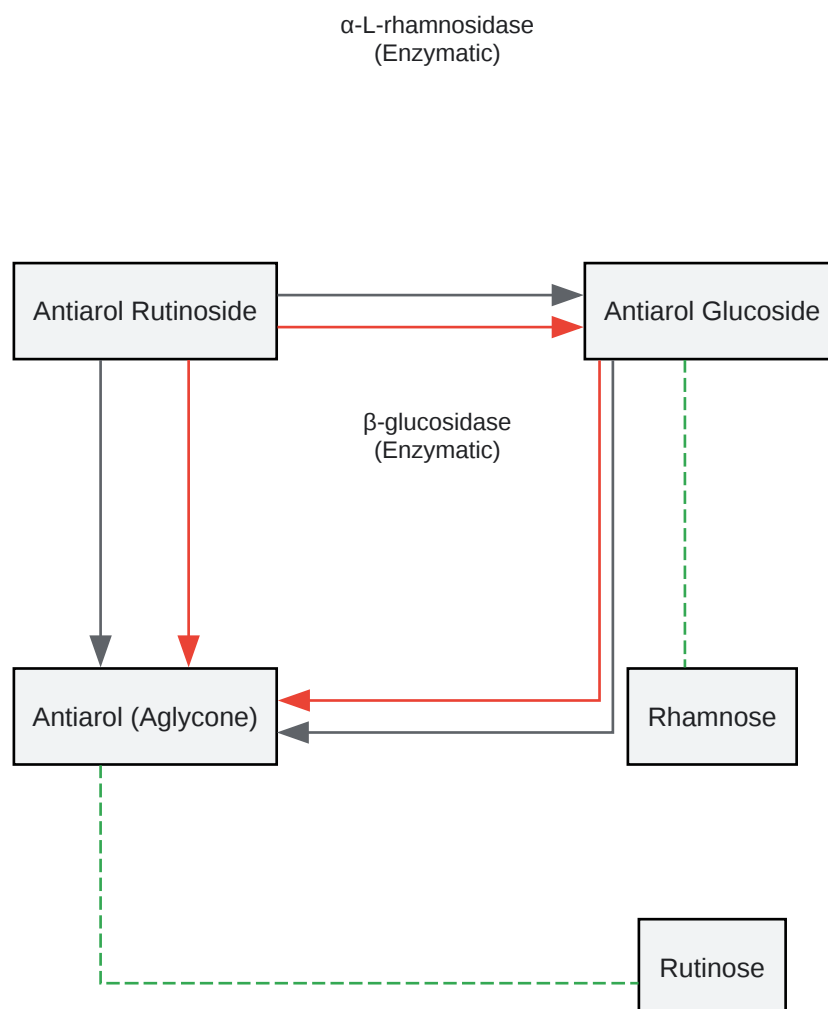 α-L-rhamnosidase
(Enzymatic)
Antiarol Rutinoside
Antiarol Glucoside
β-glucosidase
(Enzymatic)
Antiarol (Aglycone)
Rhamnose
Rutinose